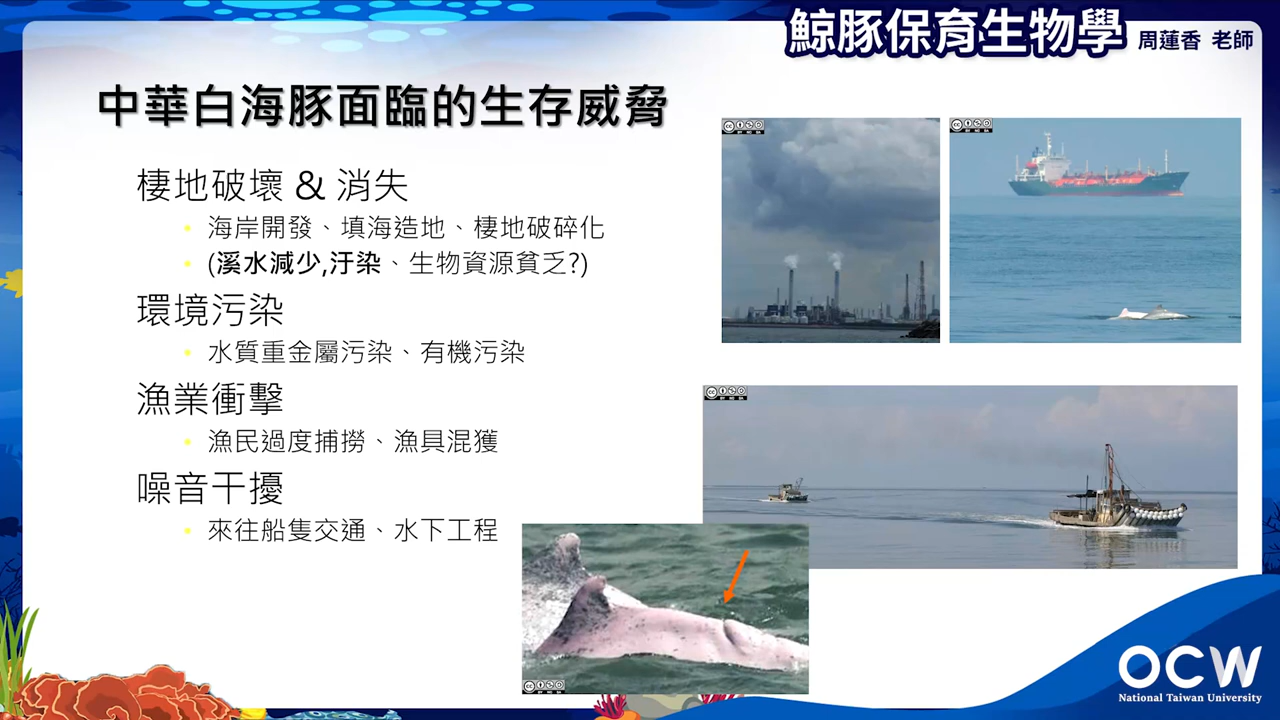 鯨豚保育生物學 周蓮香 老師
中華白海豚面臨的生存威脅
棲地破壞 & 消失
海岸開發、填海造地、棲地破碎化
(溪水減少,汙染、生物資源貧乏?)
環境污染
水質重金屬污染、有機污染
漁業衝擊
漁民過度捕撈、漁具混獲
噪音干擾
來往船隻交通、水下工程
OCW
National Taiwan University